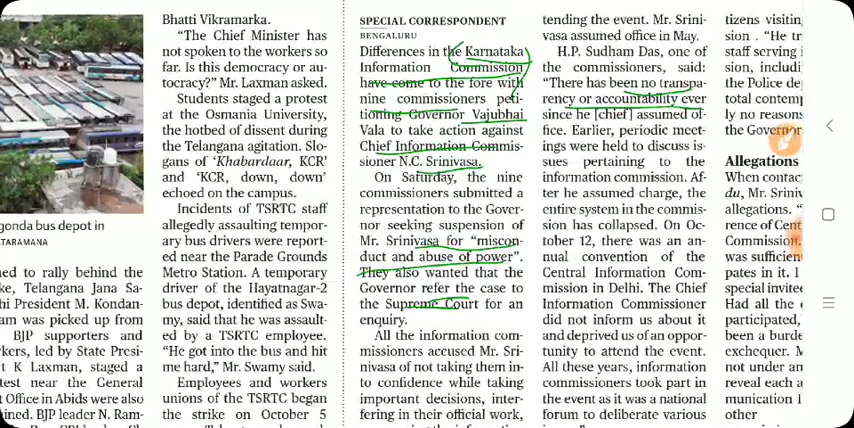 gonda bus depot in
ATARAMANA
ed to rally behind the
ke, Telangana Jana Sa-
hi President M. Kondan-
am was picked up from
BJP supporters and
kers, led by State Presi-
t K Laxman, staged a
test near the General
t Office in Abids were also
ined. BJP leader N. Ram-
Bhatti Vikramarka.
“The Chief Minister has
not spoken to the workers so
far. Is this democracy or au-
tocracy?” Mr. Laxman asked.
Students staged a protest
at the Osmania University,
the hotbed of dissent during
the Telangana agitation. Slo-
gans of ‘Khabardaar, KCR’
and ‘KCR, down, down’
echoed on the campus.
Incidents of TSRTC staff
allegedly assaulting tempor-
ary bus drivers were report-
ed near the Parade Grounds
Metro Station. A temporary
driver of the Hayatnagar-2
bus depot, identified as Swa-
my, said that he was assault-
ed by a TSRTC employee.
“He got into the bus and hit
me hard,” Mr. Swamy said.
Employees and workers
unions of the TSRTC began
the strike on October 5
SPECIAL CORRESPONDENT
BENGALURU
Differences in the Karnataka
Information Commission
have come to the fore with
nine commissioners peti-
tioning Governor Vajubhai
Vala to take action against
Chief Information Commis-
sioner N.C. Srinivasa.
On Saturday, the nine
commissioners submitted a
representation to the Gover-
nor seeking suspension of
Mr. Srinivasa for “miscon-
duct and abuse of power”.
They also wanted that the
Governor refer the case to
the Supreme Court for an
enquiry.
All the information com-
missioners accused Mr. Sri-
nivasa of not taking them in-
to confidence while taking
important decisions, inter-
fering in their official work,
tending the event. Mr. Srini-
vasa assumed office in May.
H.P. Sudham Das, one of
the commissioners, said:
“There has been no transpa-
rency or accountability ever
since he [chief] assumed of-
fice. Earlier, periodic meet-
ings were held to discuss is-
sues pertaining to the
information commission. Af-
ter he assumed charge, the
entire system in the commis-
sion has collapsed. On Oc-
tober 12, there was an an-
nual convention of the
Central Information Com-
mission in Delhi. The Chief
Information Commissioner
did not inform us about it
and deprived us of an oppor-
tunity to attend the event.
All these years, information
commissioners took part in
the event as it was a national
forum to deliberate various
tizens visiting
sion . “He tr
staff serving i
sion, includi
the Police de
total contemp
ly no reasons
the Governor
Allegations
When contac
du, Mr. Sriniv
allegations. “
rence of Cent
Commission.
was sufficien
pates in it. I
special invite
Had all the
participated,
been a burde
exchequer. M
not under an
reveal each a
munication I
other